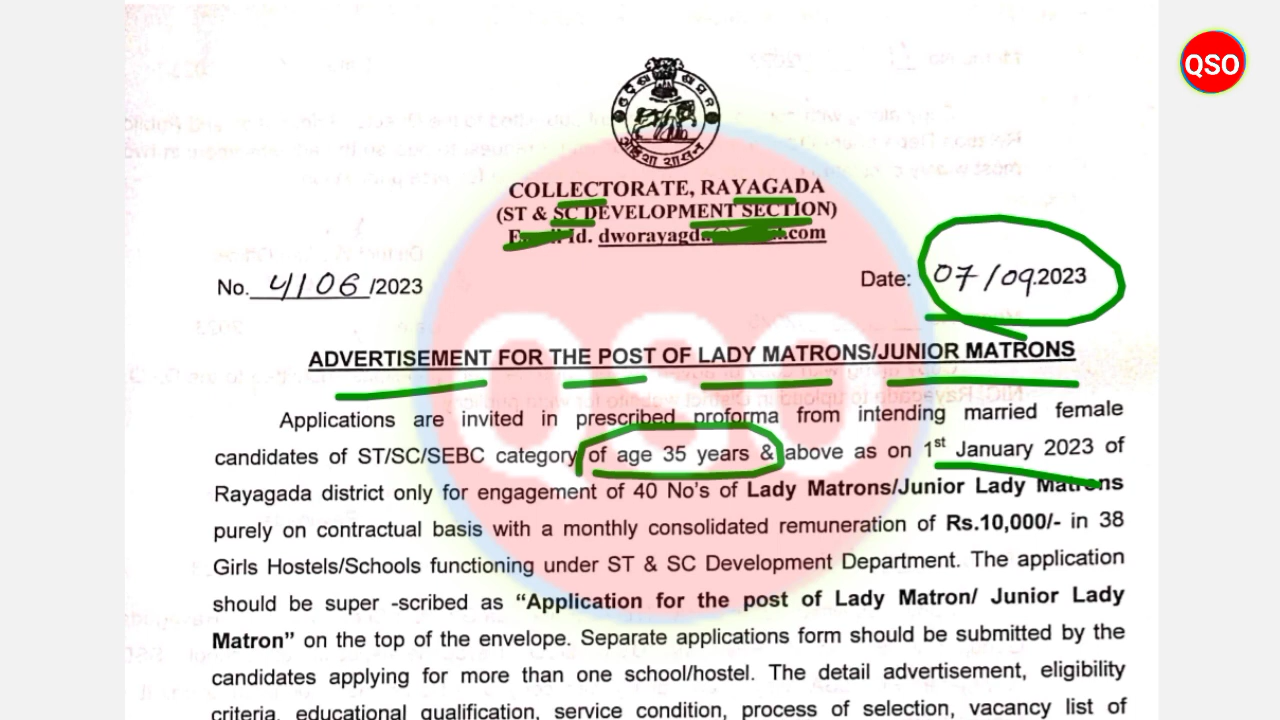 QSO
COLLECTORATE, RAYAGADA
(ST & SC DEVELOPMENT SECTION)
Id. dworayagd .com
No. 4106 /2023
Date: 07/09.2023
ADVERTISEMENT FOR THE POST OF LADY MATRONS/JUNIOR MATRONS
Applications are invited in prescribed proforma from intending married female
candidates of ST/SC/SEBC category of age 35 years & above as on 1st January 2023 of
Rayagada district only for engagement of 40 No's of Lady Matrons/Junior Lady Matrons
purely on contractual basis with a monthly consolidated remuneration of Rs.10,000/- in 38
Girls Hostels/Schools functioning under ST & SC Development Department. The application
should be super -scribed as “Application for the post of Lady Matron/ Junior Lady
Matron” on the top of the envelope. Separate applications form should be submitted by the
candidates applying for more than one school/hostel. The detail advertisement, eligibility
criteria, educational qualification, service condition, process of selection, vacancy list of
QSO